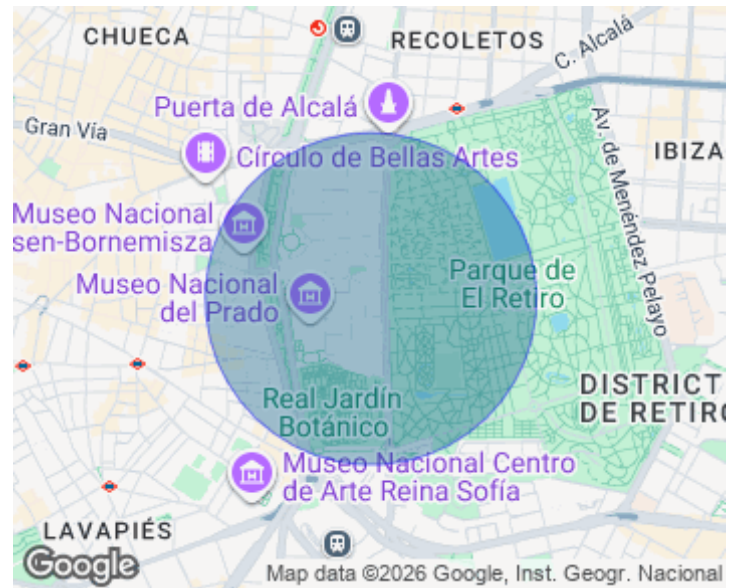 CHUECA
RECOLETOS
C. Alcalá
Puerta de Alcalá
Gran Vía
Círculo de Bellas Artes
Av. de Menéndez Pelayo
IBIZA
Museo Nacional
sen-Bornemisza
Museo Nacional
del Prado
Parque de
El Retiro
Real Jardín
Botánico
DISTRICT
DE RETIRO
Museo Nacional Centro
de Arte Reina Sofía
LAVAPIÉS
Google
Map data ©2026 Google, Inst. Geogr. Nacional